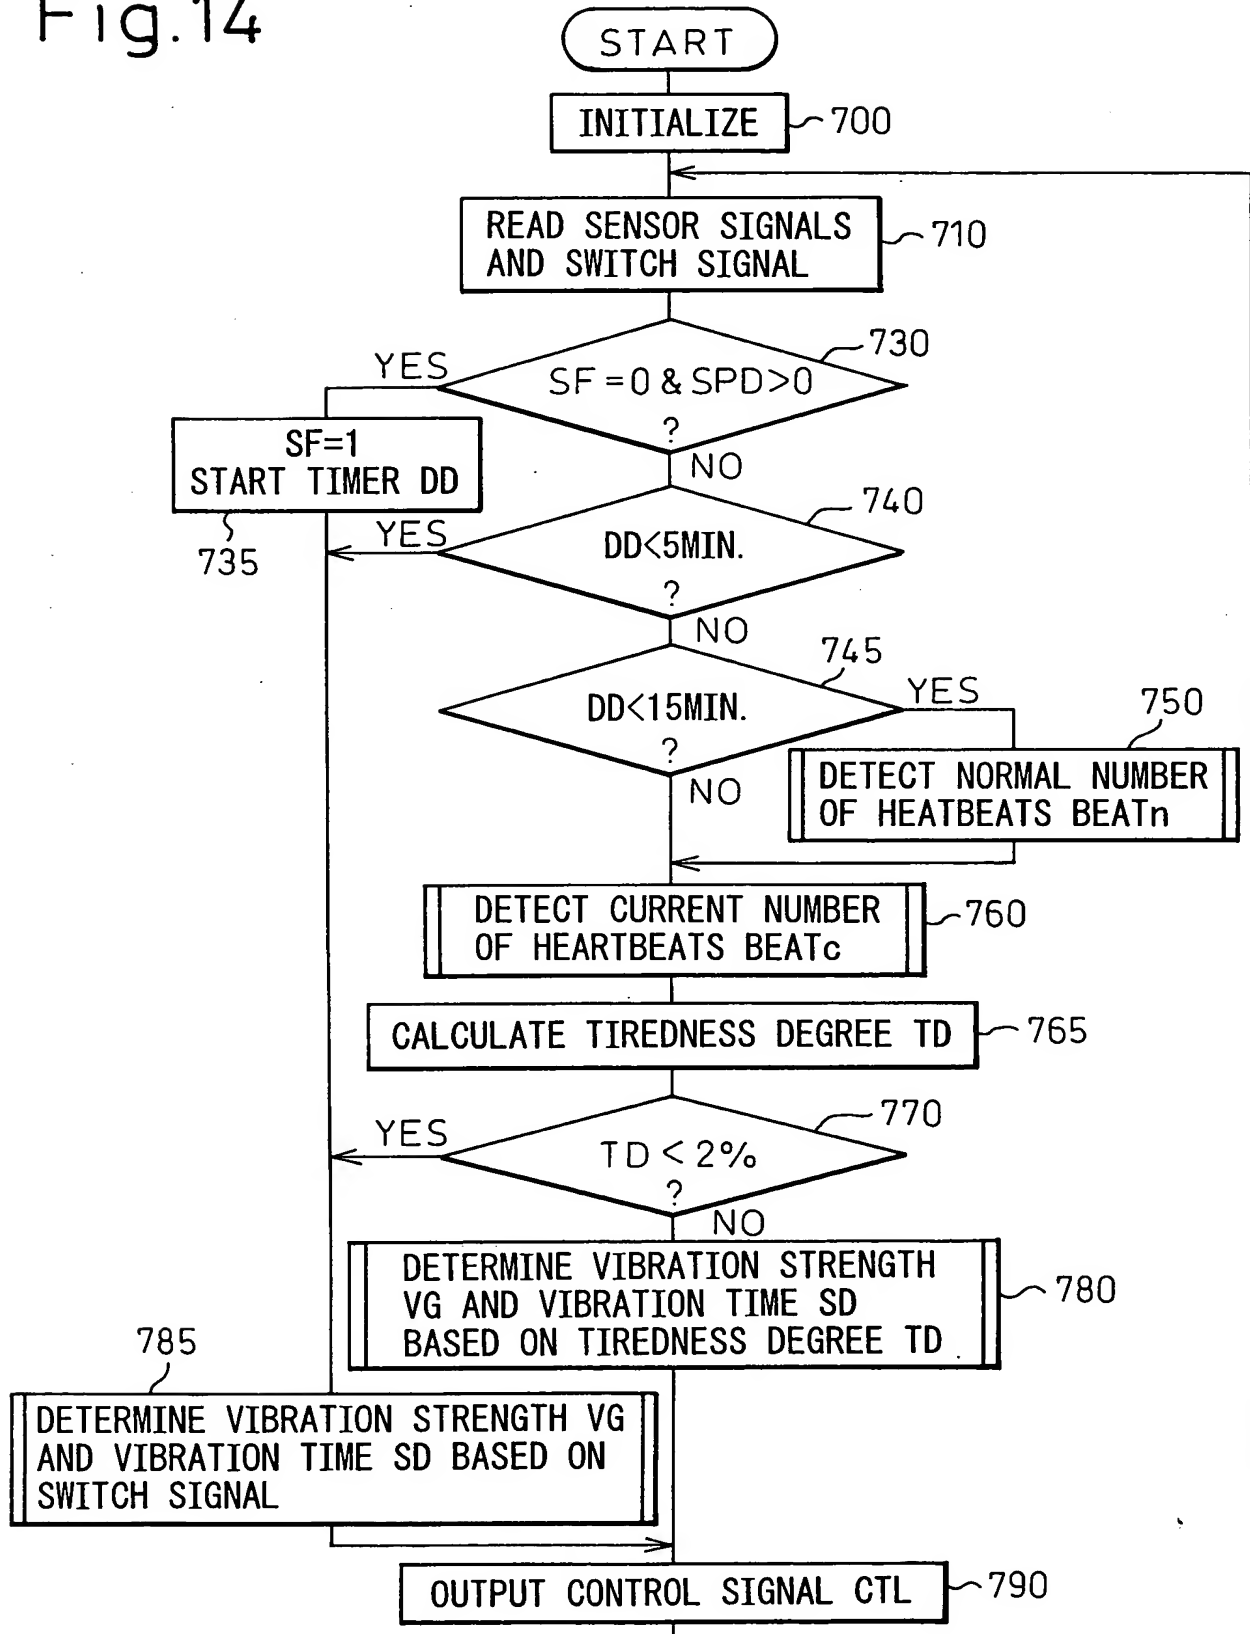 Fig.14
START
INITIALIZE
700
READ SENSOR SIGNALS
AND SWITCH SIGNAL
710
730
YES
SF=0 & SPD>0
?
NO
SF=1
START TIMER DD
735
740
YES
DD<5MIN.
?
NO
745
YES
DD<15MIN.
?
NO
750
DETECT NORMAL NUMBER
OF HEATBEATS BEATn
DETECT CURRENT NUMBER
OF HEARTBEATS BEATc
760
CALCULATE TIREDNESS DEGREE TD
765
770
YES
TD<2%
?
NO
DETERMINE VIBRATION STRENGTH
VG AND VIBRATION TIME SD
BASED ON TIREDNESS DEGREE TD
780
785
DETERMINE VIBRATION STRENGTH VG
AND VIBRATION TIME SD BASED ON
SWITCH SIGNAL
OUTPUT CONTROL SIGNAL CTL
790